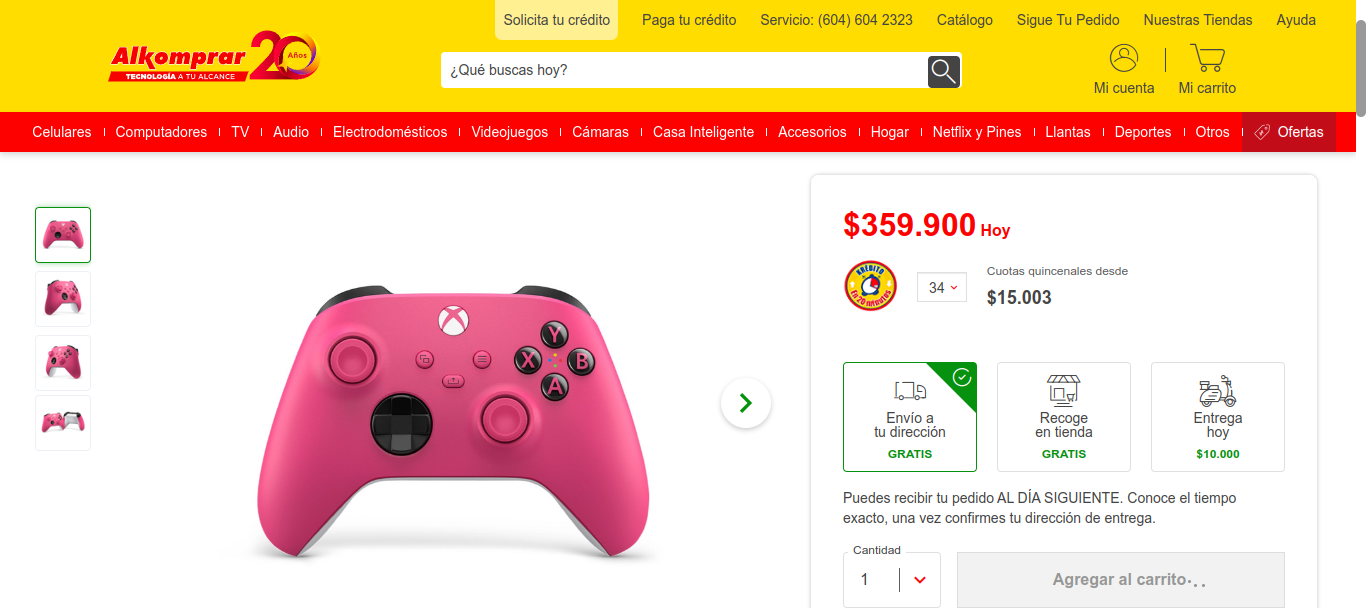 Solicita tu crédito
Paga tu crédito
Servicio: (604) 604 2323
Catálogo
Sigue Tu Pedido
Nuestras Tiendas
Ayuda
Alkomprar 20 Años
TECNOLOGÍA A TU ALCANCE
¿Qué buscas hoy?
Mi cuenta
Mi carrito
Celulares
Computadores
TV
Audio
Electrodomésticos
Videojuegos
Cámaras
Casa Inteligente
Accesorios
Hogar
Netflix y Pines
Llantas
Deportes
Otros
Ofertas
$359.900 Hoy
KREDITO
En 20 MINUTOS
34
Cuotas quincenales desde
$15.003
Y
X
B
A
Envío a
tu dirección
GRATIS
Recoge
en tienda
GRATIS
Entrega
hoy
$10.000
Puedes recibir tu pedido AL DÍA SIGUIENTE. Conoce el tiempo
exacto, una vez confirmes tu dirección de entrega.
Cantidad
1
Agregar al carrito...